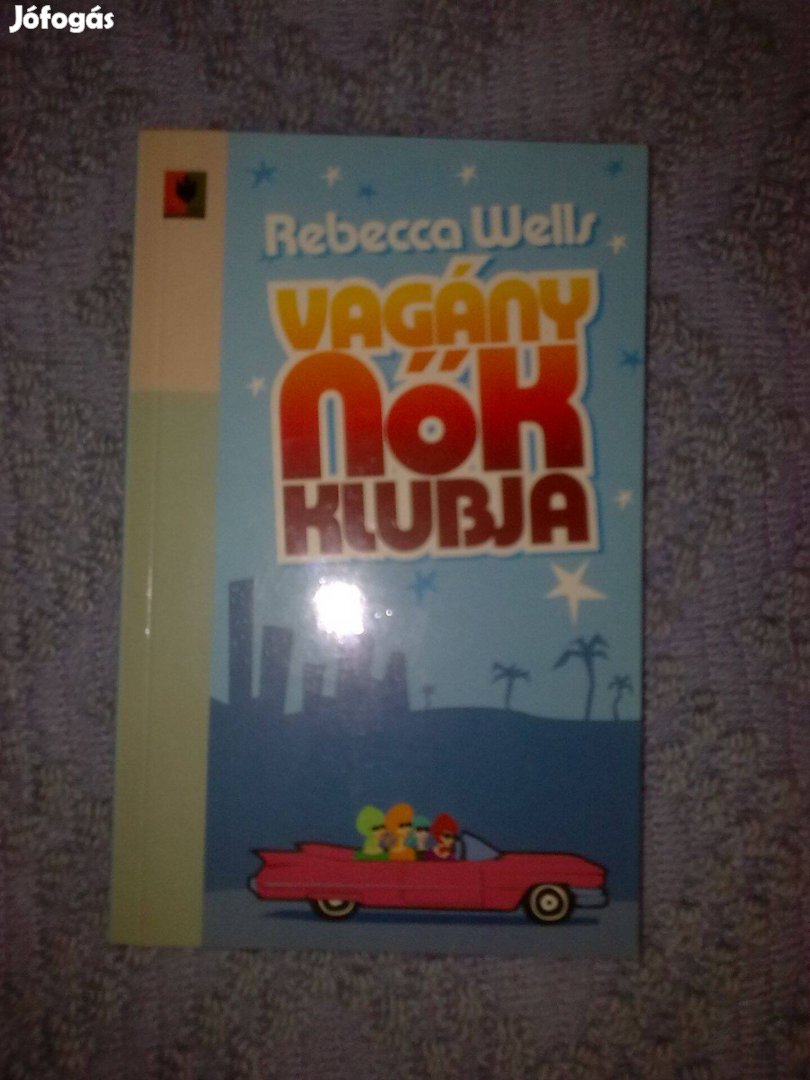 Jófogás
Rebecca Wells
VAGÁNY
NŐK
KLUBJA